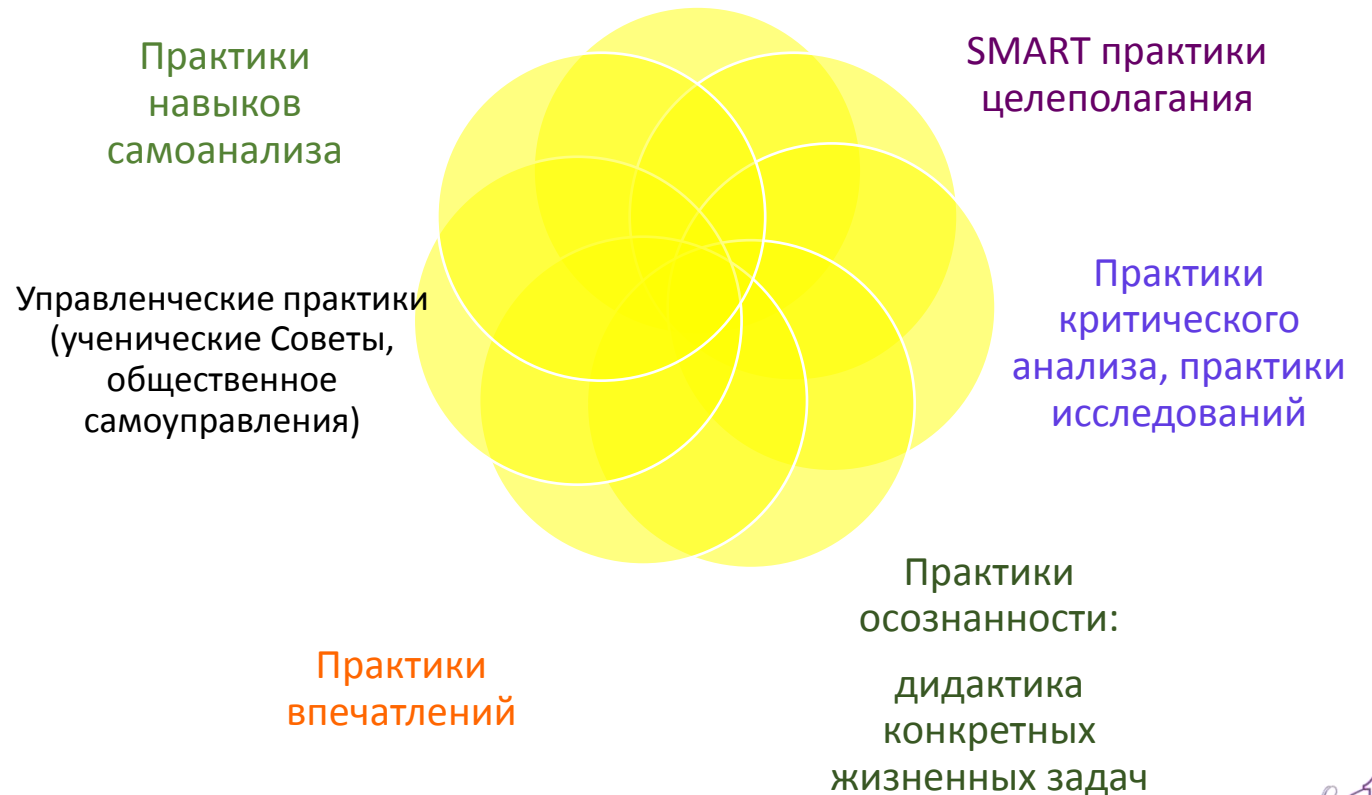 Практики
навыков
самоанализа
SMART практики
целеполагания
Управленческие практики
(ученические Советы,
общественное
самоуправления)
Практики
критического
анализа, практики
исследований
Практики
осознанности:
дидактика
конкретных
жизненных задач
Практики
впечатлений